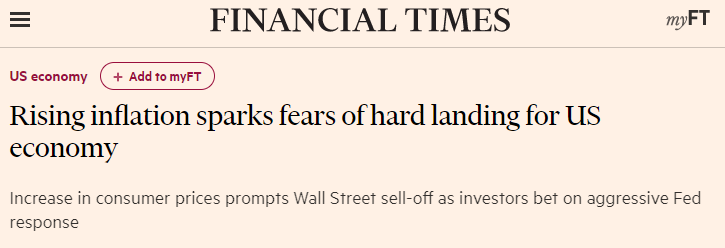 FINANCIAL TIMES
myFT
US economy
+ Add to myFT
Rising inflation sparks fears of hard landing for US
economy
Increase in consumer prices prompts Wall Street sell-off as investors bet on aggressive Fed
response